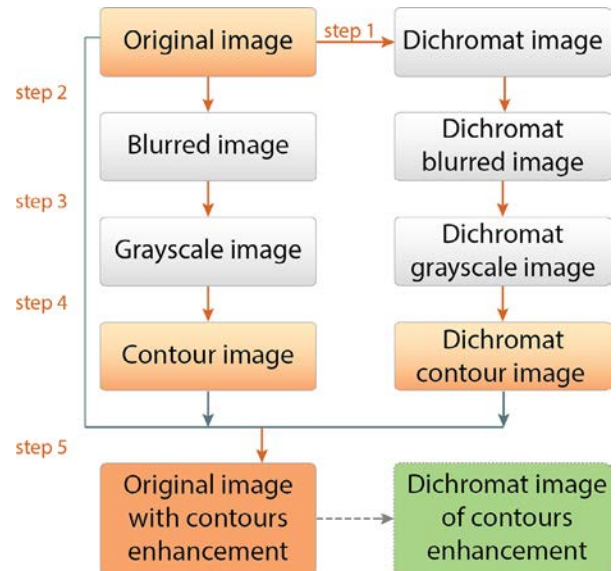 Original image
step 1
Dichromat image
step 2
Blurred image
Dichromat
blurred image
step 3
Grayscale image
Dichromat
grayscale image
step 4
Contour image
Dichromat
contour image
step 5
Original image
with contours
enhancement
Dichromat image
of contours
enhancement